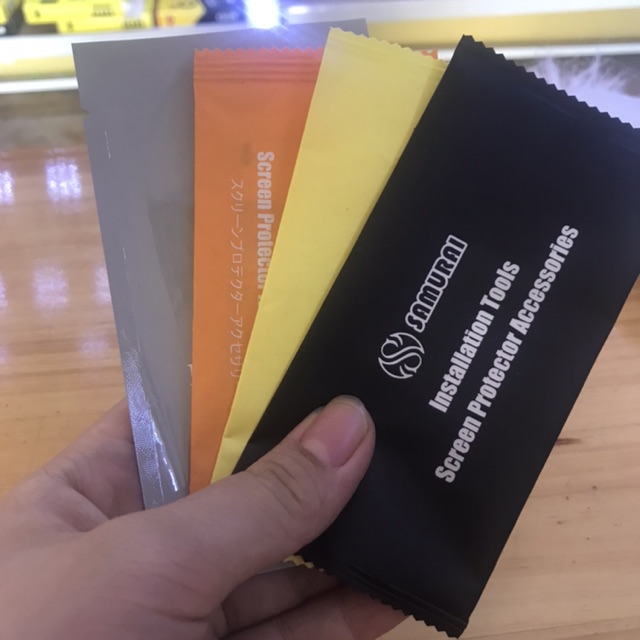 SAMURAI
Installation Tools
Screen Protector Accessories
Screen Protector
スクリーンプロテクターアクセサリ